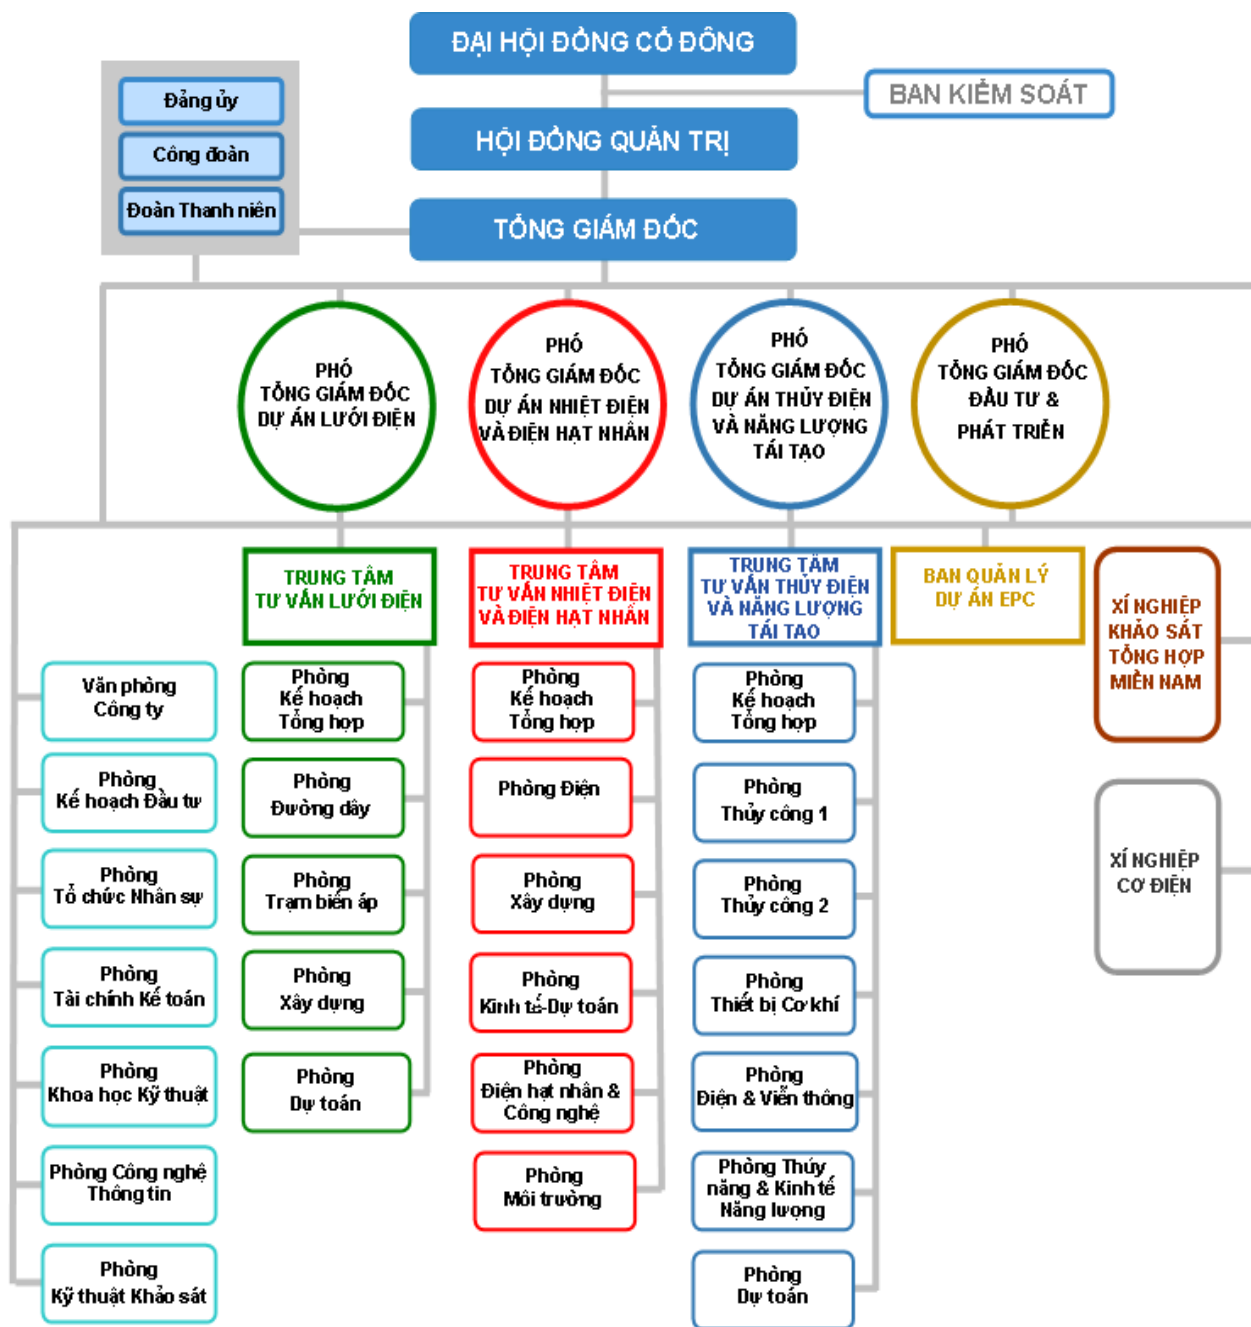 ĐẠI HỘI ĐỒNG CỔ ĐÔNG
BAN KIỂM SOÁT
Đảng ủy
Công đoàn
Đoàn Thanh niên
HỘI ĐỒNG QUẢN TRỊ
TỔNG GIÁM ĐỐC
PHÓ
TỔNG GIÁM ĐỐC
DỰ ÁN LƯỚI ĐIỆN
PHÓ
TỔNG GIÁM ĐỐC
DỰ ÁN NHIỆT ĐIỆN
VÀ ĐIỆN HẠT NHÂN
PHÓ
TỔNG GIÁM ĐỐC
DỰ ÁN THỦY ĐIỆN
VÀ NĂNG LƯỢNG
TÁI TẠO
PHÓ
TỔNG GIÁM ĐỐC
ĐẦU TƯ &
PHÁT TRIỂN
TRUNG TÂM
TƯ VẤN LƯỚI ĐIỆN
TRUNG TÂM
TƯ VẤN NHIỆT ĐIỆN
VÀ ĐIỆN HẠT NHÂN
TRUNG TÂM
TƯ VẤN THỦY ĐIỆN
VÀ NĂNG LƯỢNG
TÁI TẠO
BAN QUẢN LÝ
DỰ ÁN EPC
XÍ NGHIỆP
KHẢO SÁT
TỔNG HỢP
MIỀN NAM
XÍ NGHIỆP
CƠ ĐIỆN
Văn phòng
Công ty
Phòng
Kế hoạch Đầu tư
Phòng
Tổ chức Nhân sự
Phòng
Tài chính Kế toán
Phòng
Khoa học Kỹ thuật
Phòng Công nghệ
Thông tin
Phòng
Kỹ thuật Khảo sát
Phòng
Kế hoạch
Tổng hợp
Phòng
Đường dây
Phòng
Trạm biến áp
Phòng
Xây dựng
Phòng
Dự toán
Phòng
Kế hoạch
Tổng hợp
Phòng Điện
Phòng
Xây dựng
Phòng
Kinh tế-Dự toán
Phòng
Điện hạt nhân &
Công nghệ
Phòng
Môi trường
Phòng
Kế hoạch
Tổng hợp
Phòng
Thủy công 1
Phòng
Thủy công 2
Phòng
Thiết bị Cơ khí
Phòng
Điện & Viễn thông
Phòng Thủy
năng & Kinh tế
Năng lượng
Phòng
Dự toán